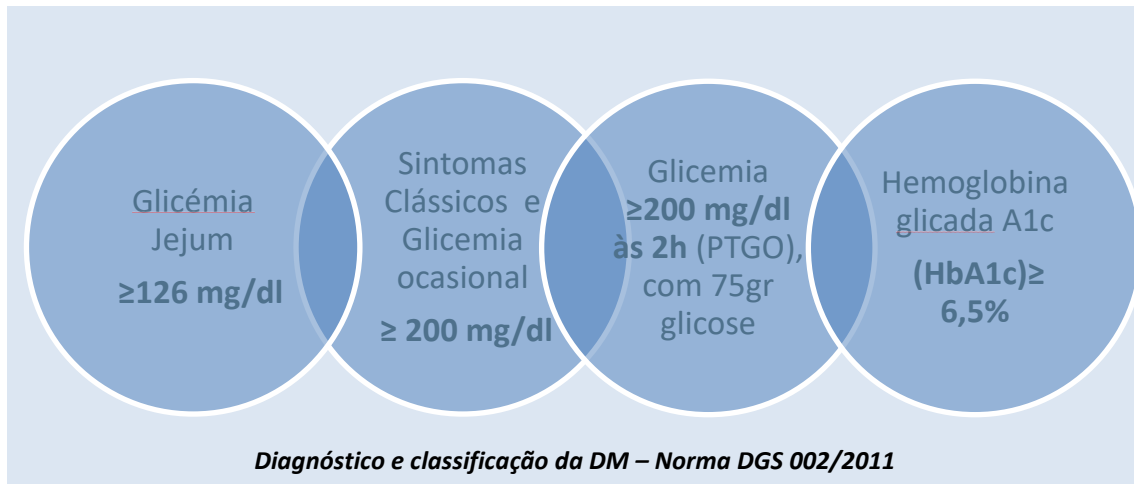 Glicémia
Jejum
≥126 mg/dl
Sintomas
Clássicos e
Glicemia
ocasional
≥ 200 mg/dl
Glicemia
≥200 mg/dl
às 2h (PTGO),
com 75gr
glicose
Hemoglobina
glicada A1c
(HbA1c)≥
6,5%
Diagnóstico e classificação da DM – Norma DGS 002/2011